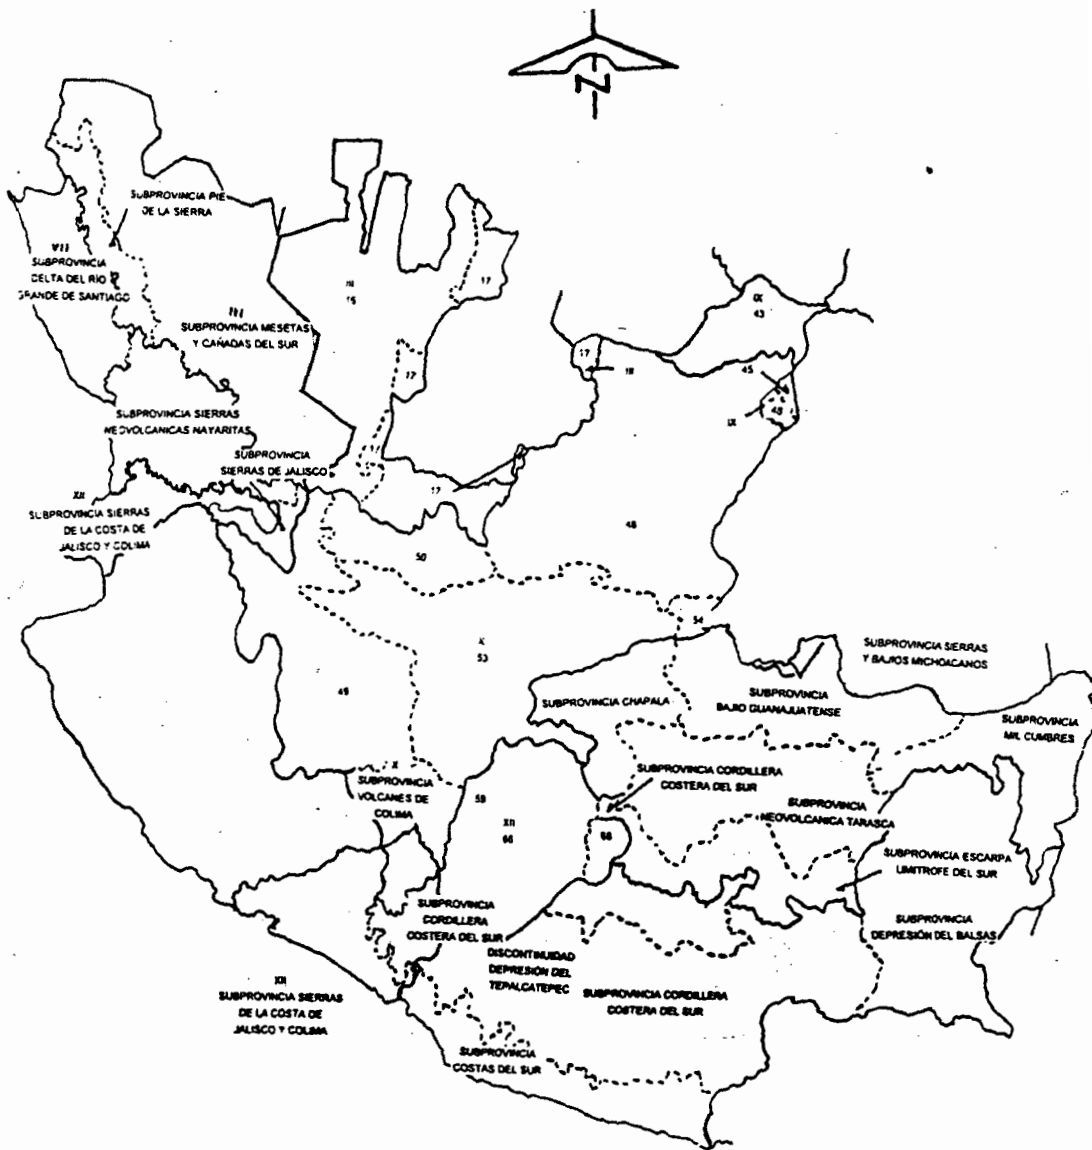 N
SUBPROVINCIA PIE
DE LA SIERRA
VII
SUBPROVINCIA
DELTA DEL RÍO
GRANDE DE SANTIAGO
III
SUBPROVINCIA MESETAS
Y CAÑADAS DEL SUR
III
15
17
17
17
III
IX
43
45
48
IX
SUBPROVINCIA SIERRAS
NEOVOLCANICAS NAYARITAS
SUBPROVINCIA
SIERRAS DE JALISCO
17
XII
SUBPROVINCIA SIERRAS
DE LA COSTA DE
JALISCO Y COLIMA
48
50
54
X
53
49
SUBPROVINCIA SIERRAS
Y BAJIOS MICHOACANOS
SUBPROVINCIA CHAPALA
SUBPROVINCIA
BAJIO GUANAJUATENSE
SUBPROVINCIA
MIL CUMBRES
X
SUBPROVINCIA
VOLCANES DE
COLIMA
SUBPROVINCIA CORDILLERA
COSTERA DEL SUR
59
XII
66
66
SUBPROVINCIA
NEOVOLCANICA TARASCA
SUBPROVINCIA ESCARPA
LIMITROFE DEL SUR
SUBPROVINCIA
CORDILLERA
COSTERA DEL SUR
SUBPROVINCIA
DEPRESIÓN DEL BALSAS
DISCONTINUIDAD
DEPRESIÓN DEL
TEPALCATEPEC
SUBPROVINCIA CORDILLERA
COSTERA DEL SUR
XII
SUBPROVINCIA SIERRAS
DE LA COSTA DE
JALISCO Y COLIMA
SUBPROVINCIA
COSTAS DEL SUR